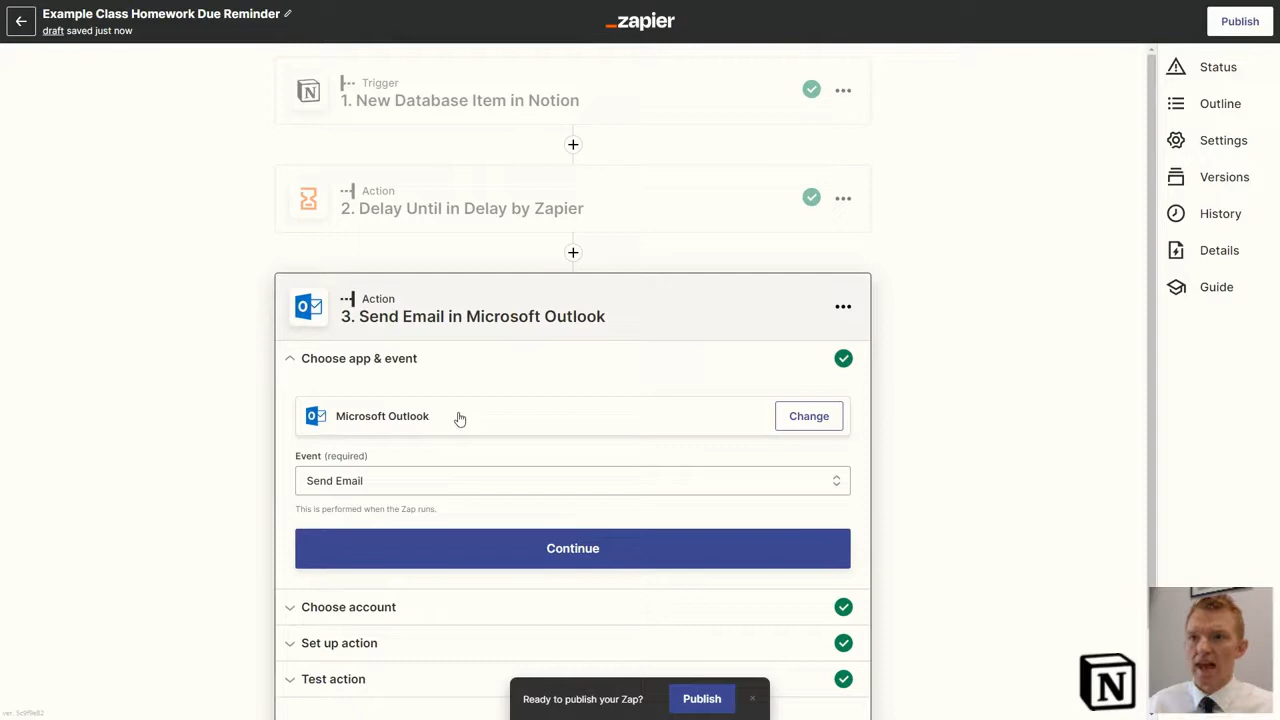 Example Class Homework Due Reminder
draft saved just now
_zapier
Publish
Trigger
1. New Database Item in Notion
Action
2. Delay Until in Delay by Zapier
Action
3. Send Email in Microsoft Outlook
Choose app & event
Microsoft Outlook
Change
Event (required)
Send Email
This is performed when the Zap runs.
Continue
Choose account
Set up action
Test action
Ready to publish your Zap?
Publish
Status
Outline
Settings
Versions
History
Details
Guide
N
ver. 5c9f9e82